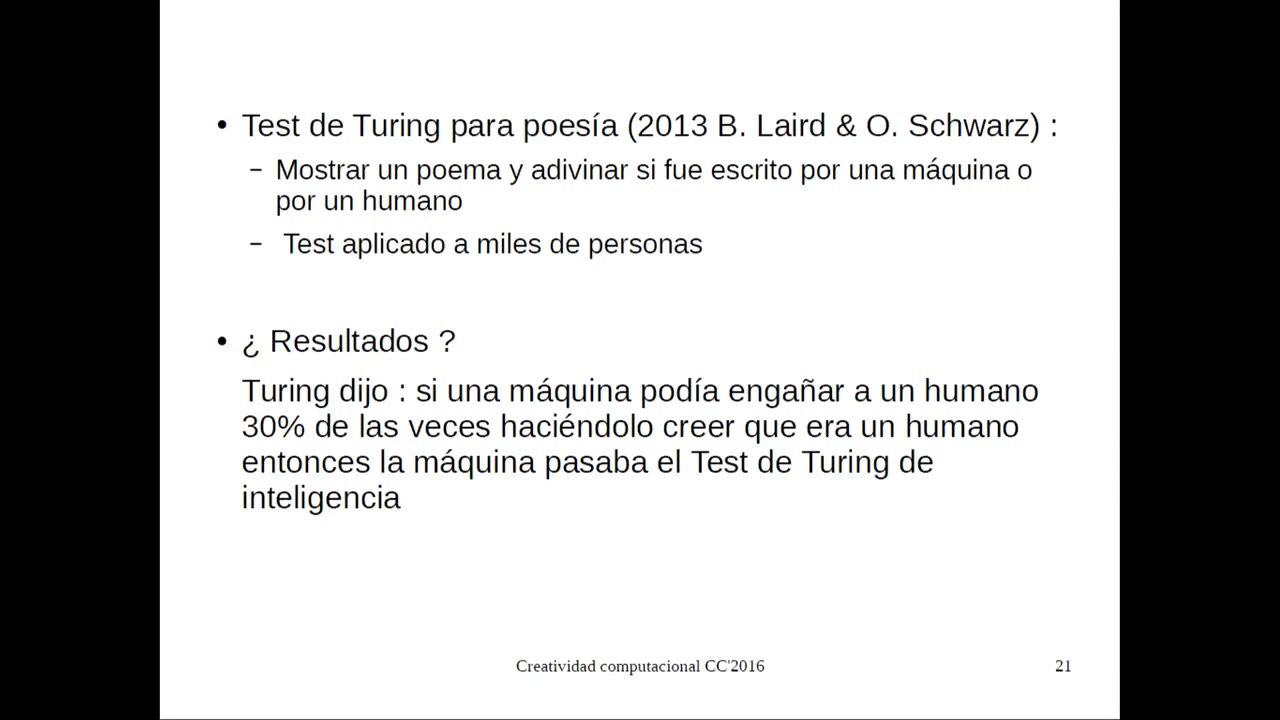 • Test de Turing para poesía (2013 B. Laird & O. Schwarz) :
– Mostrar un poema y adivinar si fue escrito por una máquina o
por un humano
– Test aplicado a miles de personas
• ¿ Resultados ?
Turing dijo : si una máquina podía engañar a un humano
30% de las veces haciéndolo creer que era un humano
entonces la máquina pasaba el Test de Turing de
inteligencia
Creatividad computacional CC'2016
21